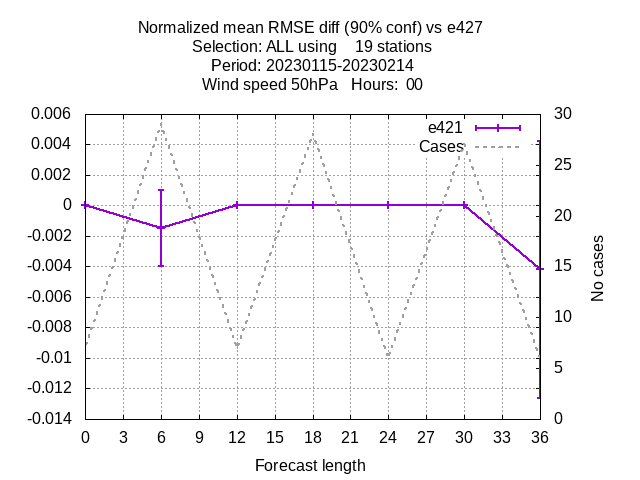 Normalized mean RMSE diff (90% conf) vs e427
Selection: ALL using    19 stations
Period: 20230115-20230214
Wind speed 50hPa   Hours:  00
e421
Cases
0.006
0.004
0.002
0
-0.002
-0.004
-0.006
-0.008
-0.01
-0.012
-0.014
30
25
20
15
10
5
0
No cases
0 3 6 9 12 15 18 21 24 27 30 33 36
Forecast length